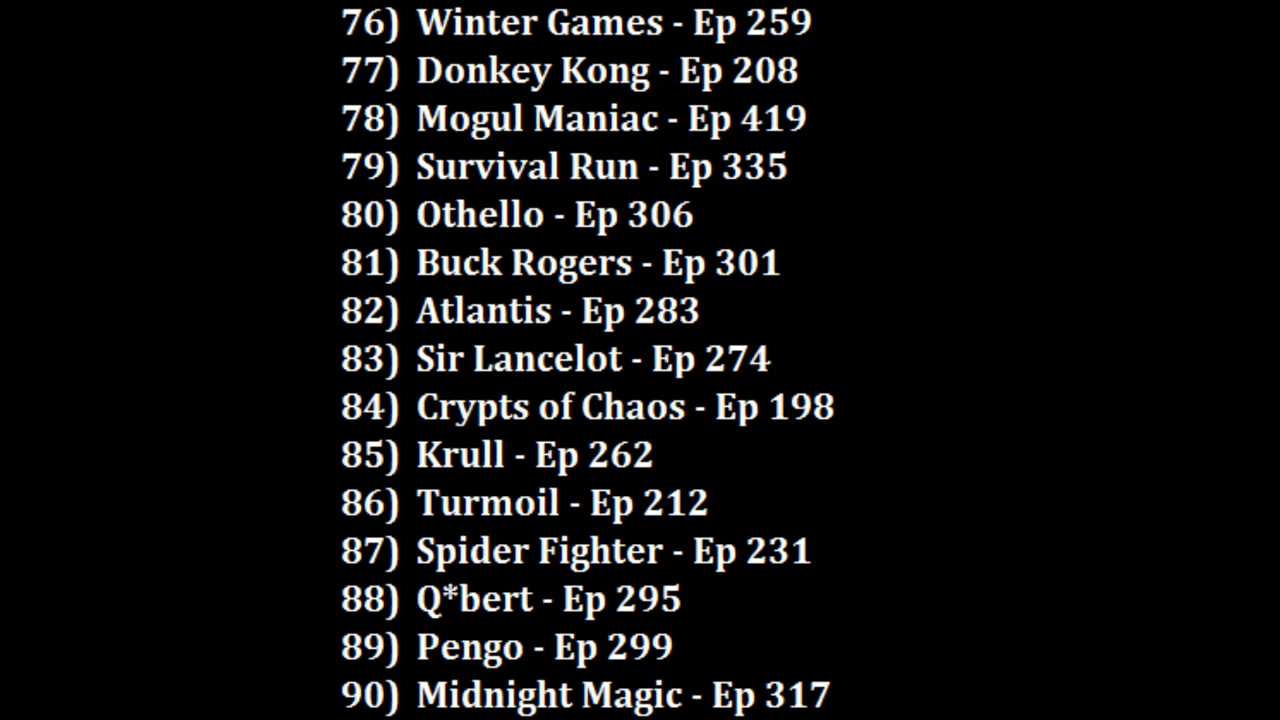 76) Winter Games - Ep 259
77) Donkey Kong - Ep 208
78) Mogul Maniac - Ep 419
79) Survival Run - Ep 335
80) Othello - Ep 306
81) Buck Rogers - Ep 301
82) Atlantis - Ep 283
83) Sir Lancelot - Ep 274
84) Crypts of Chaos - Ep 198
85) Krull - Ep 262
86) Turmoil - Ep 212
87) Spider Fighter - Ep 231
88) Q*bert - Ep 295
89) Pengo - Ep 299
90) Midnight Magic - Ep 317